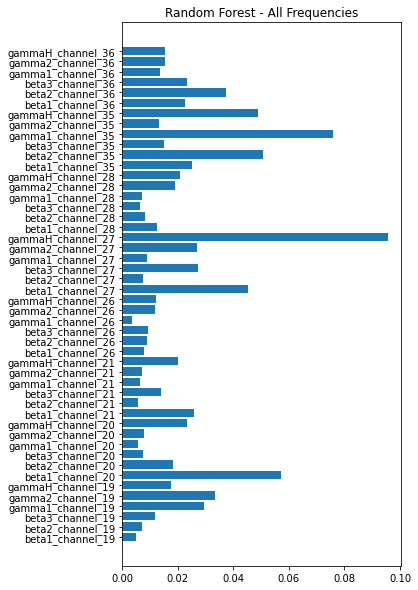 Random Forest - All Frequencies
gammaH_channel_36
gamma2_channel_36
gamma1_channel_36
beta3_channel_36
beta2_channel_36
beta1_channel_36
gammaH_channel_35
gamma2_channel_35
gamma1_channel_35
beta3_channel_35
beta2_channel_35
beta1_channel_35
gammaH_channel_28
gamma2_channel_28
gamma1_channel_28
beta3_channel_28
beta2_channel_28
beta1_channel_28
gammaH_channel_27
gamma2_channel_27
gamma1_channel_27
beta3_channel_27
beta2_channel_27
beta1_channel_27
gammaH_channel_26
gamma2_channel_26
gamma1_channel_26
beta3_channel_26
beta2_channel_26
beta1_channel_26
gammaH_channel_21
gamma2_channel_21
gamma1_channel_21
beta3_channel_21
beta2_channel_21
beta1_channel_21
gammaH_channel_20
gamma2_channel_20
gamma1_channel_20
beta3_channel_20
beta2_channel_20
beta1_channel_20
gammaH_channel_19
gamma2_channel_19
gamma1_channel_19
beta3_channel_19
beta2_channel_19
beta1_channel_19
0.00 0.02 0.04 0.06 0.08 0.10